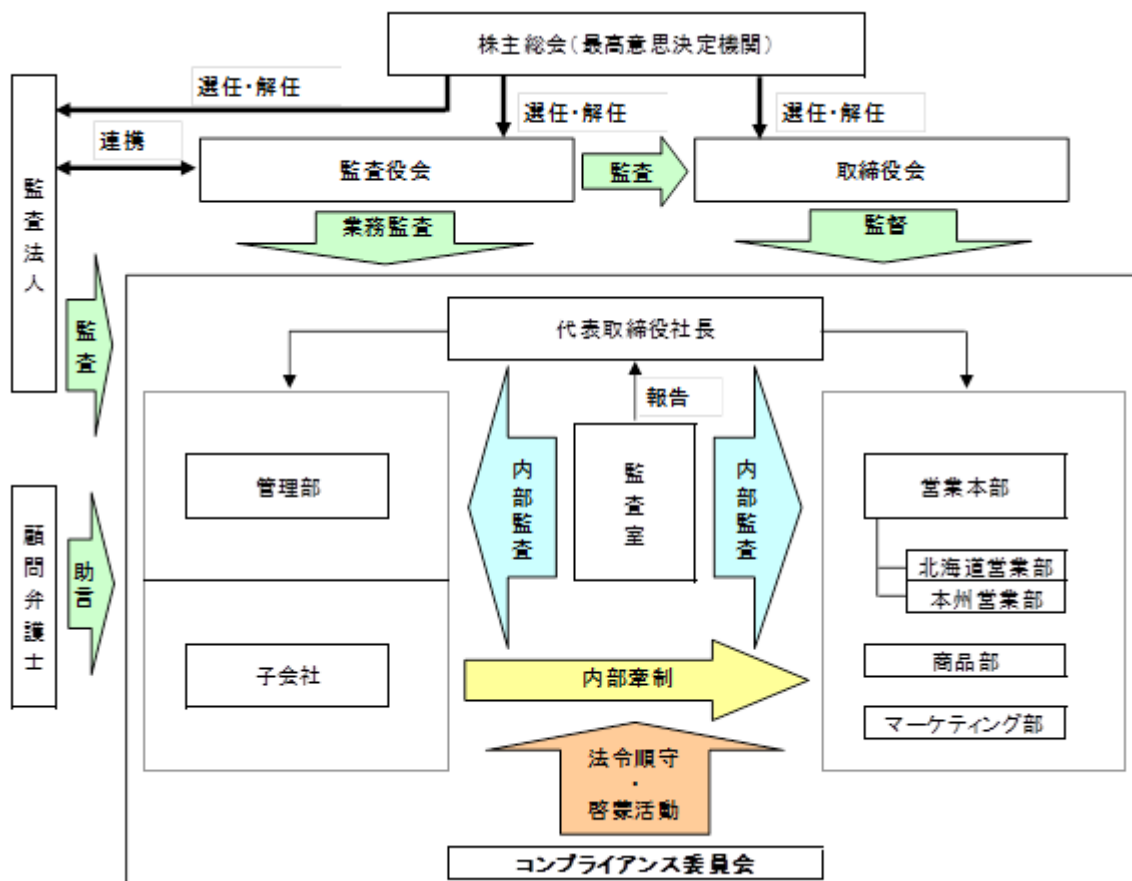 株主総会(最高意思決定機関)
選任・解任
選任・解任
選任・解任
連携
監査法人
監査役会
監査
取締役会
業務監査
監督
監査
代表取締役社長
報告
管理部
内部監査
監査室
内部監査
営業本部
北海道営業部
本州営業部
顧問弁護士
助言
子会社
内部牽制
商品部
マーケティング部
法令順守
・
啓蒙活動
コンプライアンス委員会